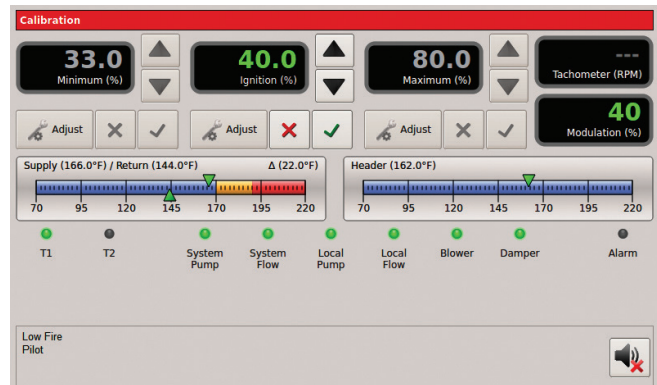 Calibration
33.0 40.0 80.0 ---
Minimum (%) Ignition (%) Maximum (%) Tachometer (RPM)
40
Adjust Adjust Adjust Modulation (%)
Supply (166.0°F) / Return (144.0°F) Δ (22.0°F) Header (162.0°F)
70 95 120 145 170 195 220 70 95 120 145 170 195 220
T1 T2 System Pump System Flow Local Pump Local Flow Blower Damper Alarm
Low Fire
Pilot